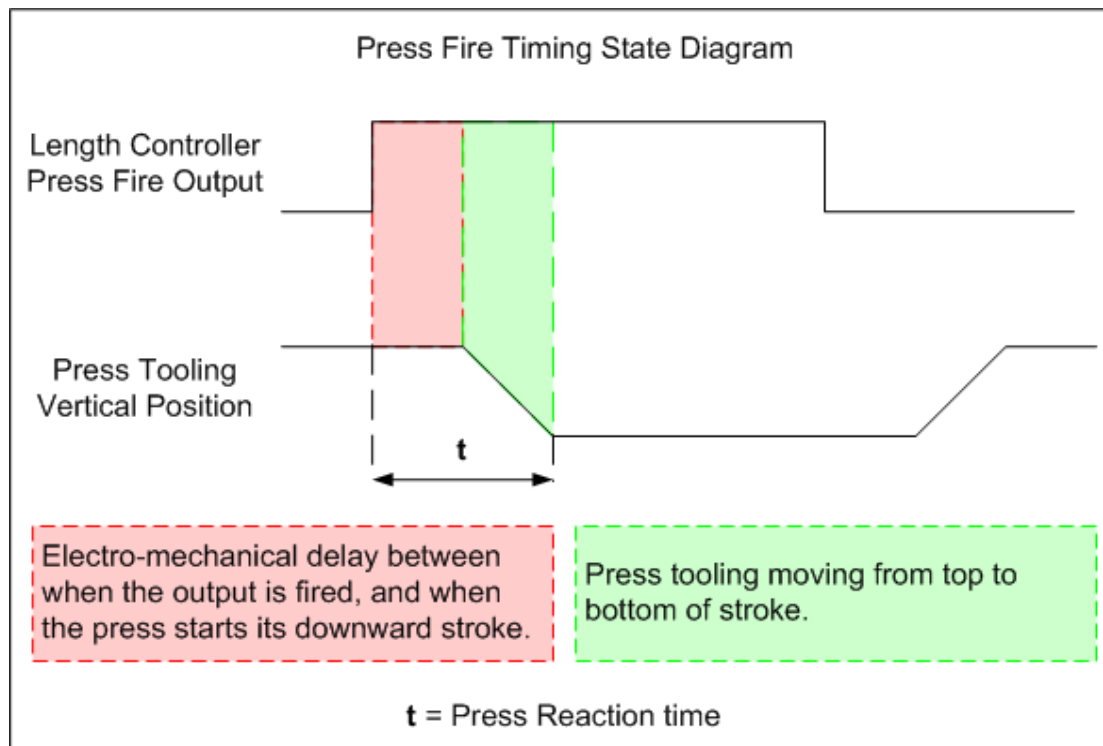 Press Fire Timing State Diagram
Length Controller
Press Fire Output
Press Tooling
Vertical Position
t
Electro-mechanical delay between
when the output is fired, and when
the press starts its downward stroke.
Press tooling moving from top to
bottom of stroke.
t = Press Reaction time